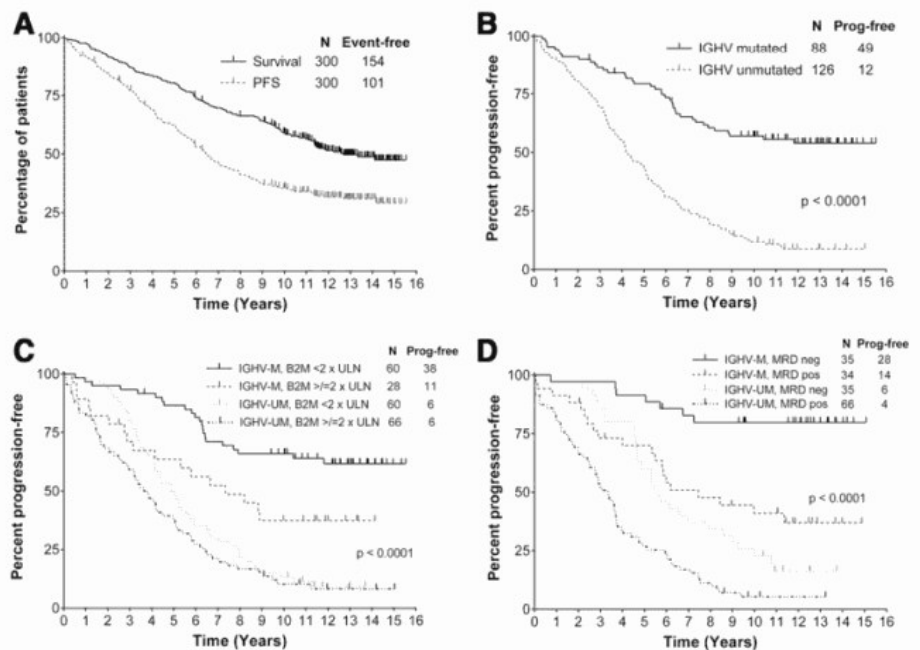 A
N Event-free
Survival 300 154
PFS 300 101
Percentage of patients
100
75
50
25
0
0 1 2 3 4 5 6 7 8 9 10 11 12 13 14 15 16
Time (Years)
B
N Prog-free
IGHV mutated 88 49
IGHV unmutated 126 12
Percent progression-free
100
75
50
25
0
p < 0.0001
0 1 2 3 4 5 6 7 8 9 10 11 12 13 14 15 16
Time (Years)
C
N Prog-free
IGHV-M, B2M <2 x ULN 60 38
IGHV-M, B2M >/=2 x ULN 28 11
IGHV-UM, B2M <2 x ULN 60 6
IGHV-UM, B2M >/=2 x ULN 66 6
Percent progression-free
100
75
50
25
0
p < 0.0001
0 1 2 3 4 5 6 7 8 9 10 11 12 13 14 15 16
Time (Years)
D
N Prog-free
IGHV-M, MRD neg 35 28
IGHV-M, MRD pos 34 14
IGHV-UM, MRD neg 35 6
IGHV-UM, MRD pos 66 4
Percent progression-free
100
75
50
25
0
p <0.0001
0 1 2 3 4 5 6 7 8 9 10 11 12 13 14 15 16
Time (Years)